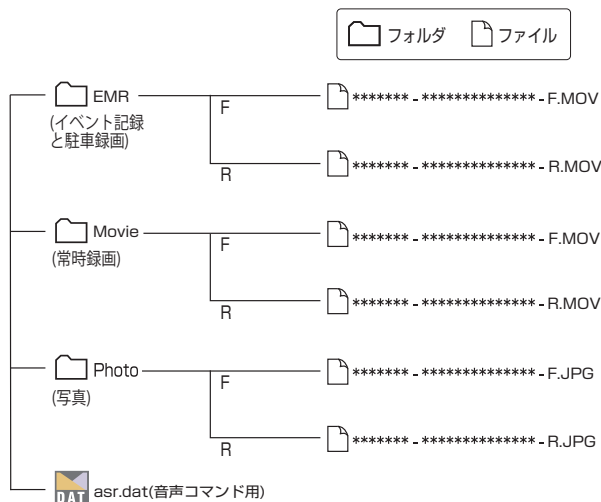 フォルダ ファイル
EMR
(イベント記録
と駐車録画)
F
*******-**************-F.MOV
R
*******-**************-R.MOV
Movie
(常時録画)
F
*******-**************-F.MOV
R
*******-**************-R.MOV
Photo
(写真)
F
*******-**************-F.JPG
R
*******-**************-R.JPG
DAT asr.dat(音声コマンド用)